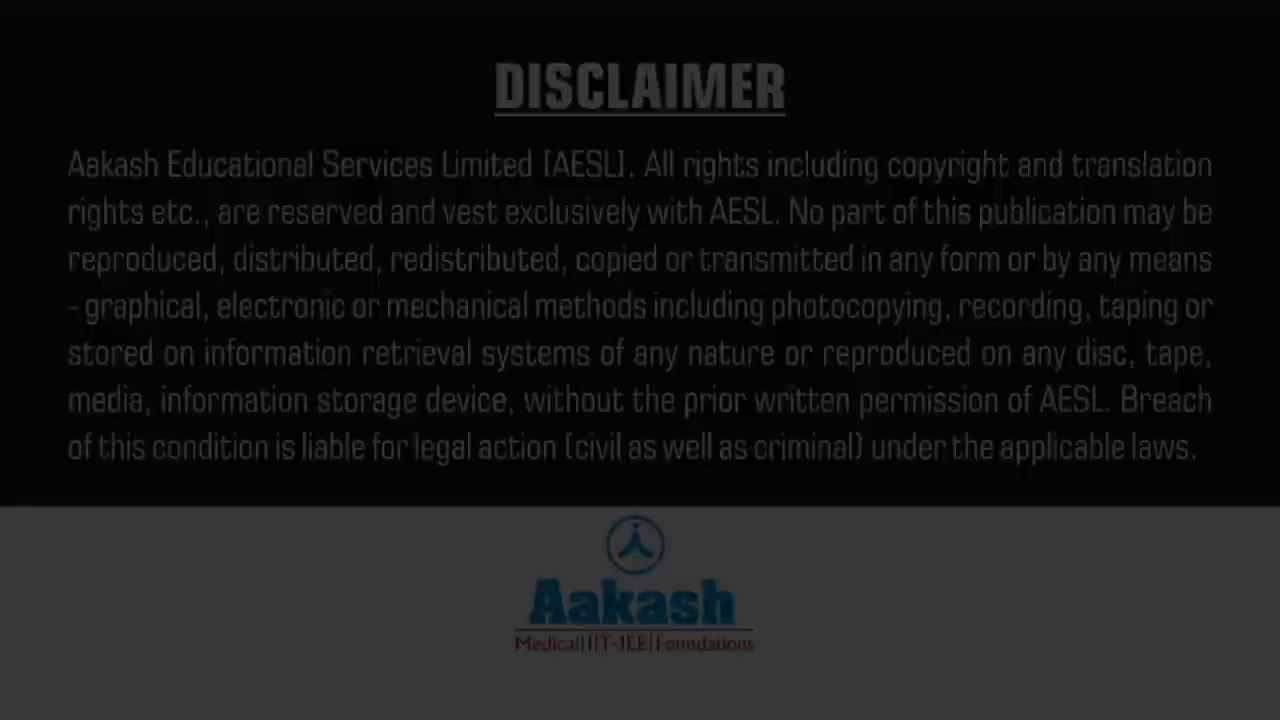 DISCLAIMER
Aakash Educational Services Limited [AESL]. All rights including copyright and translation
rights etc., are reserved and vest exclusively with AESL. No part of this publication may be
reproduced, distributed, redistributed, copied or transmitted in any form or by any means
- graphical, electronic or mechanical methods including photocopying, recording, taping or
stored on information retrieval systems of any nature or reproduced on any disc, tape,
media, information storage device, without the prior written permission of AESL. Breach
of this condition is liable for legal action (civil as well as criminal) under the applicable laws.
Aakash
Medical|IIT-JEE|Foundations